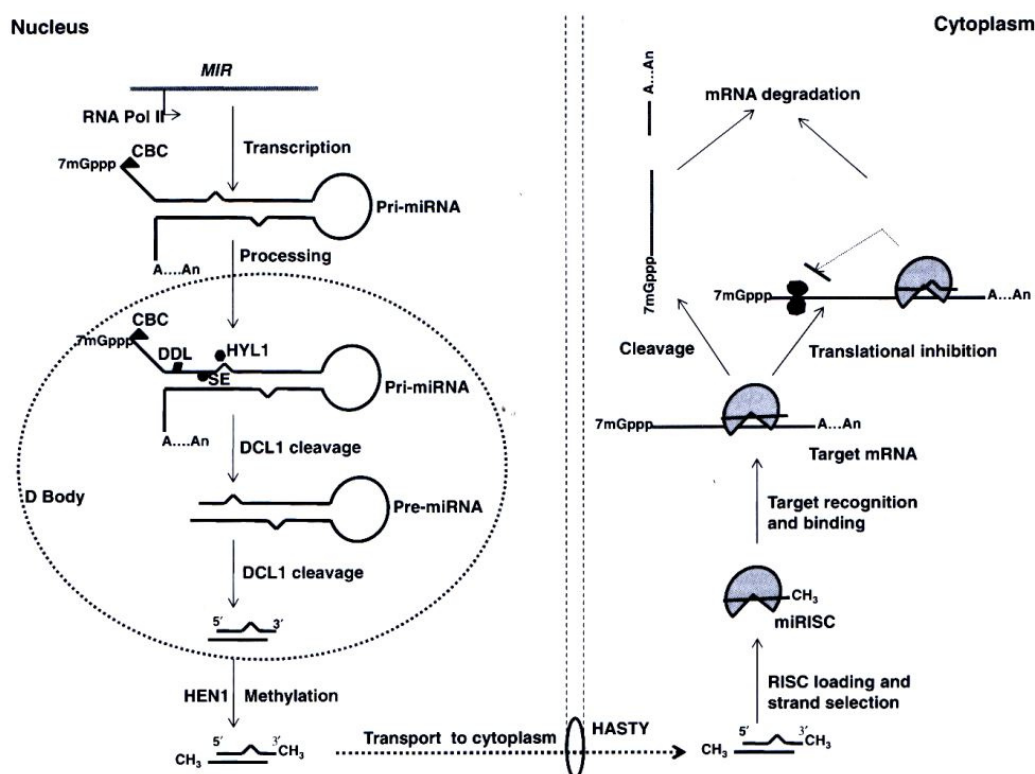 Nucleus
MIR
RNA Pol II
7mGppp
CBC
Transcription
Pri-miRNA
A....An
Processing
7mGppp
CBC
DDL
HYL1
SE
Pri-miRNA
A....An
DCL1 cleavage
D Body
Pre-miRNA
DCL1 cleavage
5′ 3′
HEN1 Methylation
CH3 5′ 3′ CH3
Transport to cytoplasm
HASTY
Cytoplasm
A...An
mRNA degradation
7mGppp
7mGppp
A...An
Cleavage
Translational inhibition
7mGppp
A...An
Target mRNA
Target recognition
and binding
CH3
miRISC
RISC loading and
strand selection
CH3 5′ 3′ CH3